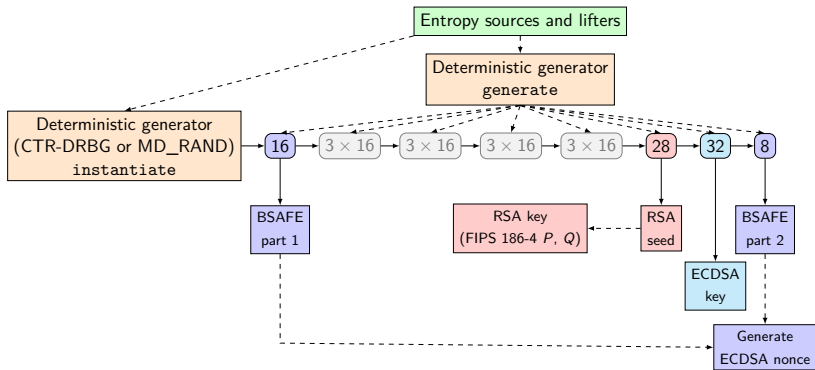 Entropy sources and lifters
Deterministic generator
generate
Deterministic generator
(CTR-DRBG or MD_RAND)
instantiate
16
3 × 16
3 × 16
3 × 16
3 × 16
28
32
8
BSAFE
part 1
RSA key
(FIPS 186-4 P, Q)
RSA
seed
BSAFE
part 2
ECDSA
key
Generate
ECDSA nonce